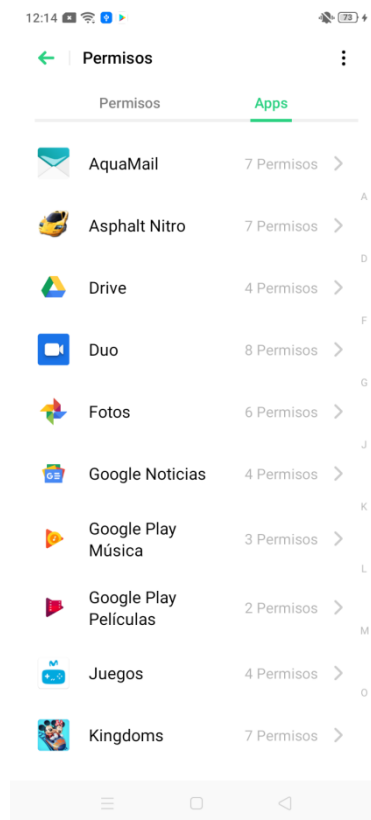 12:14 73
Permisos
Permisos Apps
AquaMail 7 Permisos
A
Asphalt Nitro 7 Permisos
D
Drive 4 Permisos
F
Duo 8 Permisos
G
Fotos 6 Permisos
J
Google Noticias 4 Permisos
K
Google Play
Música
3 Permisos
L
Google Play
Películas
2 Permisos
M
Juegos 4 Permisos
O
Kingdoms 7 Permisos